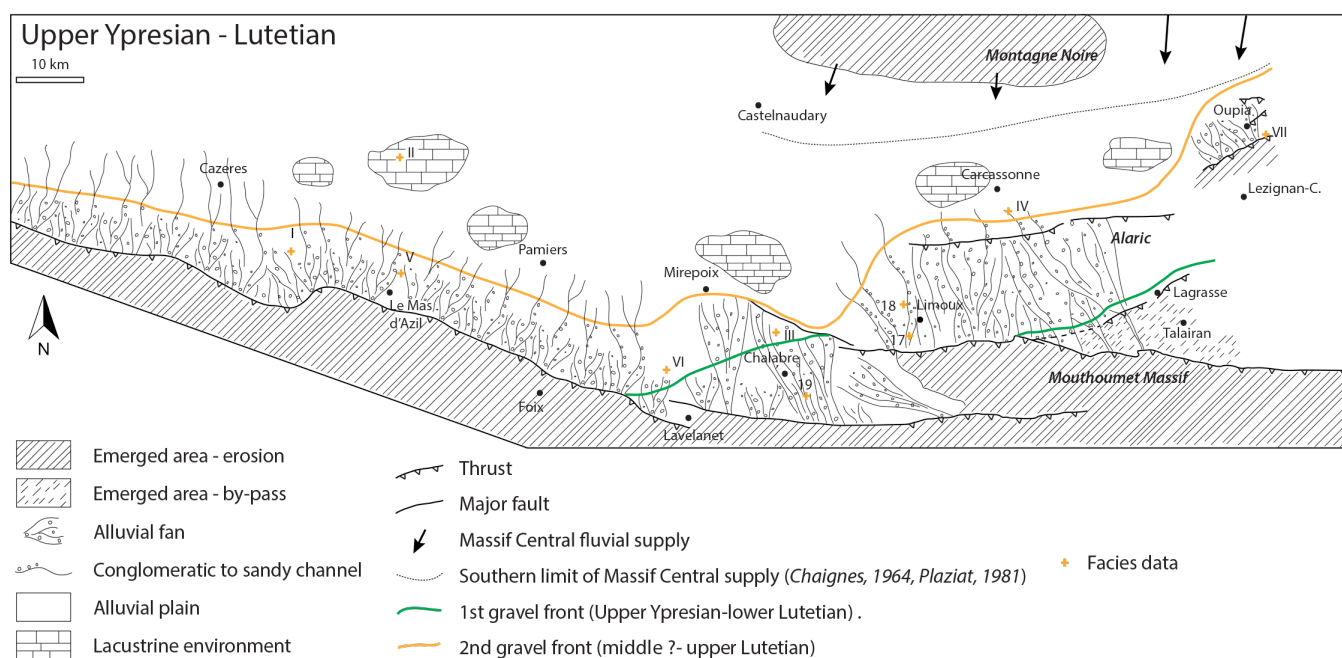 Upper Ypresian - Lutetian
10 km
Montagne Noire
Castelnaudary
Oupia
VII
II
Cazeres
Carcassonne
Lezignan-C.
IV
I
Alaric
V
Pamiers
Mirepoix
Le Mas
d'Azil
Lagrasse
18
Limoux
III
17
Talairan
N
VI
Chalabre
Mouthoumet Massif
19
Foix
Lavelanet
Emerged area - erosion
Emerged area - by-pass
Alluvial fan
Conglomeratic to sandy channel
Alluvial plain
Lacustrine environment
Thrust
Major fault
Massif Central fluvial supply
Southern limit of Massif Central supply (Chaignes, 1964, Plaziat, 1981)
1st gravel front (Upper Ypresian-lower Lutetian) .
2nd gravel front (middle ?- upper Lutetian)
Facies data